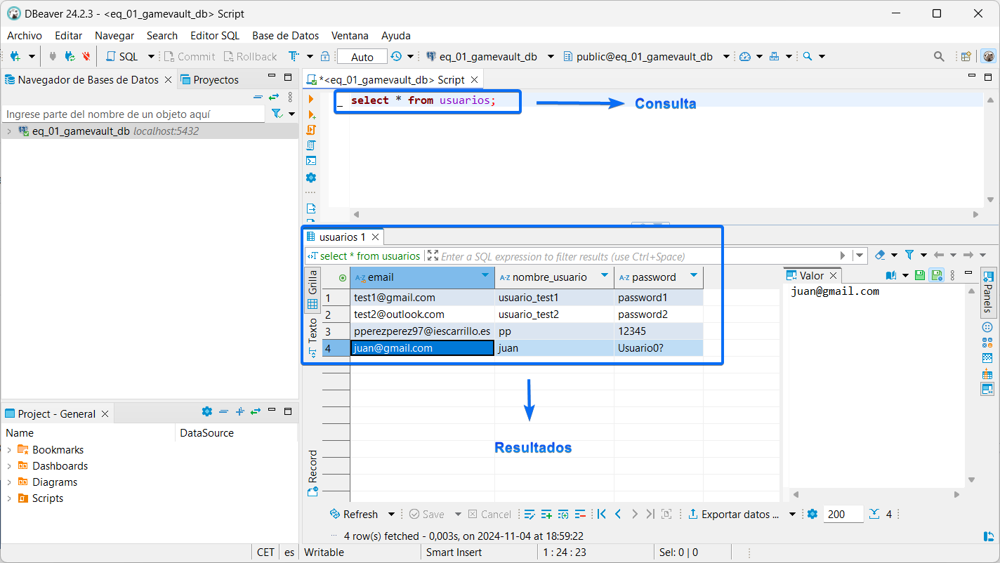 DBeaver 24.2.3 - <eq_01_gamevault_db> Script
Archivo Editar Navegar Search Editor SQL Base de Datos Ventana Ayuda
SQL Commit Rollback Auto eq_01_gamevault_db public@eq_01_gamevault_db
Navegador de Bases de Datos Proyectos
Ingrese parte del nombre de un objeto aquí
eq_01_gamevault_db localhost:5432
*<eq_01_gamevault_db> Script
select * from usuarios;
Consulta
usuarios 1
select * from usuarios Enter a SQL expression to filter results (use Ctrl+Space)
Grilla
Texto
Record
email nombre_usuario password
1 test1@gmail.com usuario_test1 password1
2 test2@outlook.com usuario_test2 password2
3 pperezperez97@iescarrillo.es pp 12345
4 juan@gmail.com juan Usuario0?
Resultados
Valor
juan@gmail.com
Panels
Project - General
Name DataSource
Bookmarks
Dashboards
Diagrams
Scripts
Refresh Save Cancel Exportar datos ... 200 4
4 row(s) fetched - 0,003s, on 2024-11-04 at 18:59:22
CET es Writable Smart Insert 1 : 24 : 23 Sel: 0 | 0